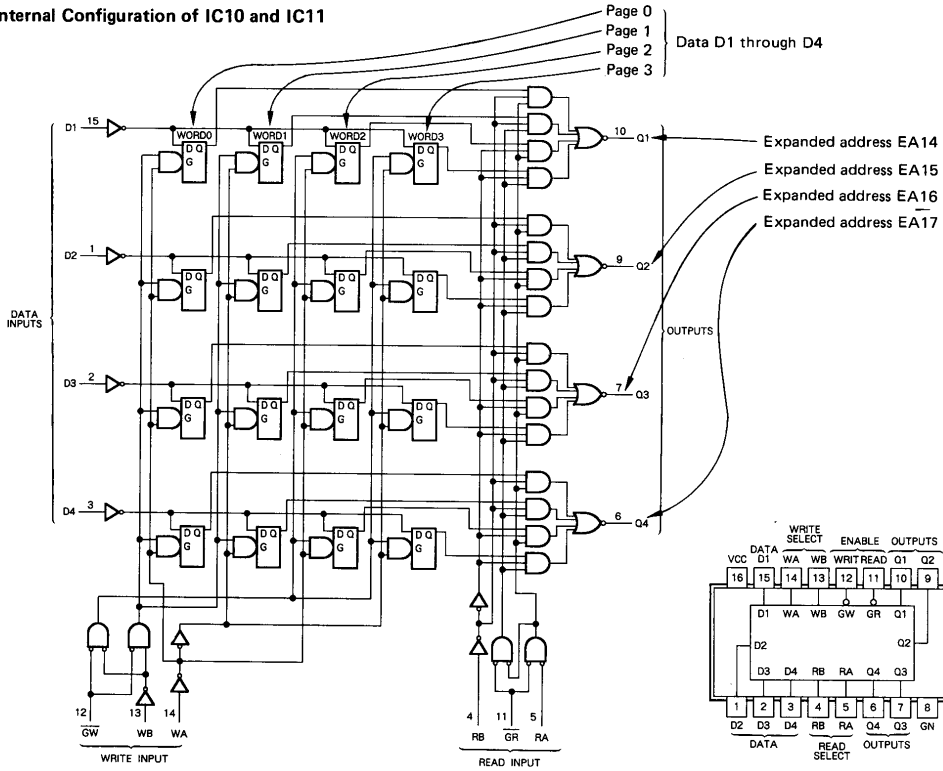 nternal Configuration of IC10 and IC11
Page 0
Page 1
Page 2
Page 3
Data D1 through D4
D1 15
WORD0 WORD1 WORD2 WORD3
D Q D Q D Q D Q
G G G G
10 Q1
Expanded address EA14
Expanded address EA15
Expanded address EA16
Expanded address EA17
D2 1
D Q D Q D Q D Q
G G G G
9 Q2
DATA
INPUTS
OUTPUTS
D3 2
D Q D Q D Q D Q
G G G G
7 Q3
D4 3
D Q D Q D Q D Q
G G G G
6 Q4
12 13 14
GW WB WA
WRITE INPUT
4 11 5
RB GR RA
READ INPUT
WRITE
SELECT ENABLE OUTPUTS
DATA
VCC D1 WA WB WRIT READ Q1 Q2
16 15 14 13 12 11 10 9
D1 WA WB GW GR Q1
D2 Q2
D3 D4 RB RA Q4 Q3
1 2 3 4 5 6 7 8
D2 D3 D4 RB RA Q4 Q3 GN
DATA READ
SELECT OUTPUTS